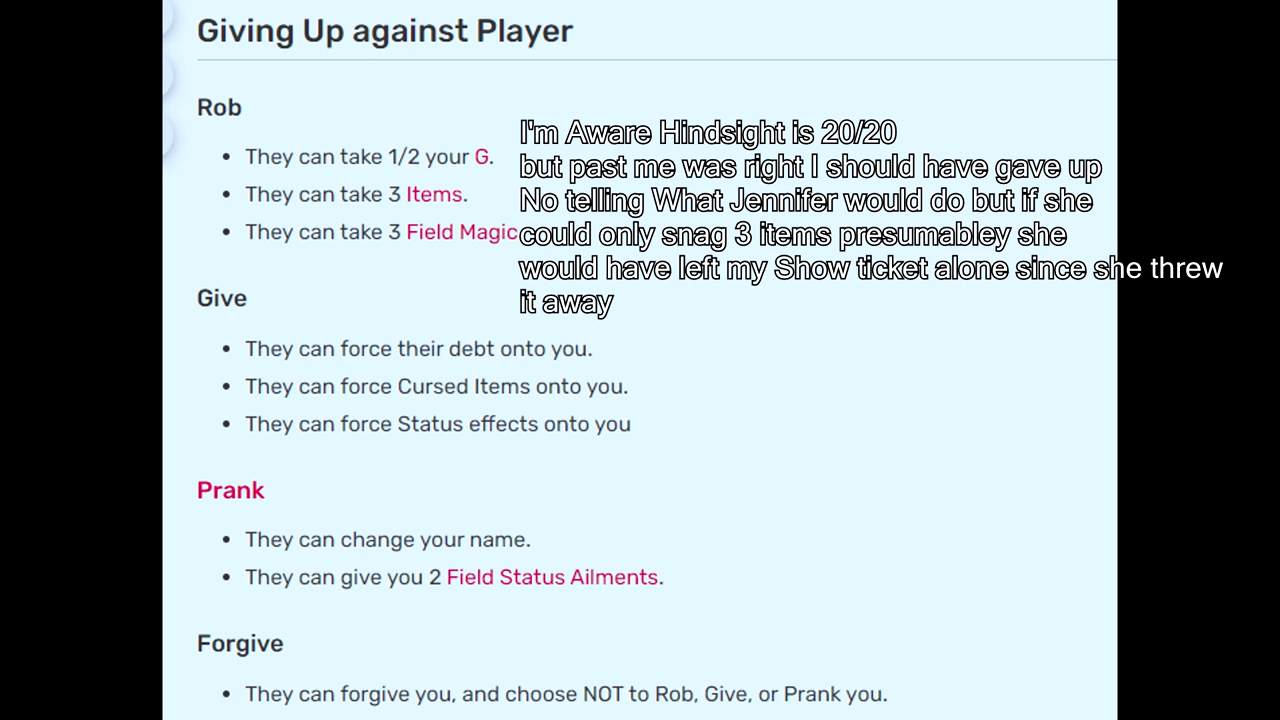 Giving Up against Player
Rob
They can take 1/2 your G.
They can take 3 Items.
They can take 3 Field Magic
I'm Aware Hindsight is 20/20
but past me was right I should have gave up
No telling What Jennifer would do but if she
could only snag 3 items presumabley she
would have left my Show ticket alone since she threw
it away
Give
They can force their debt onto you.
They can force Cursed Items onto you.
They can force Status effects onto you
Prank
They can change your name.
They can give you 2 Field Status Ailments.
Forgive
They can forgive you, and choose NOT to Rob, Give, or Prank you.